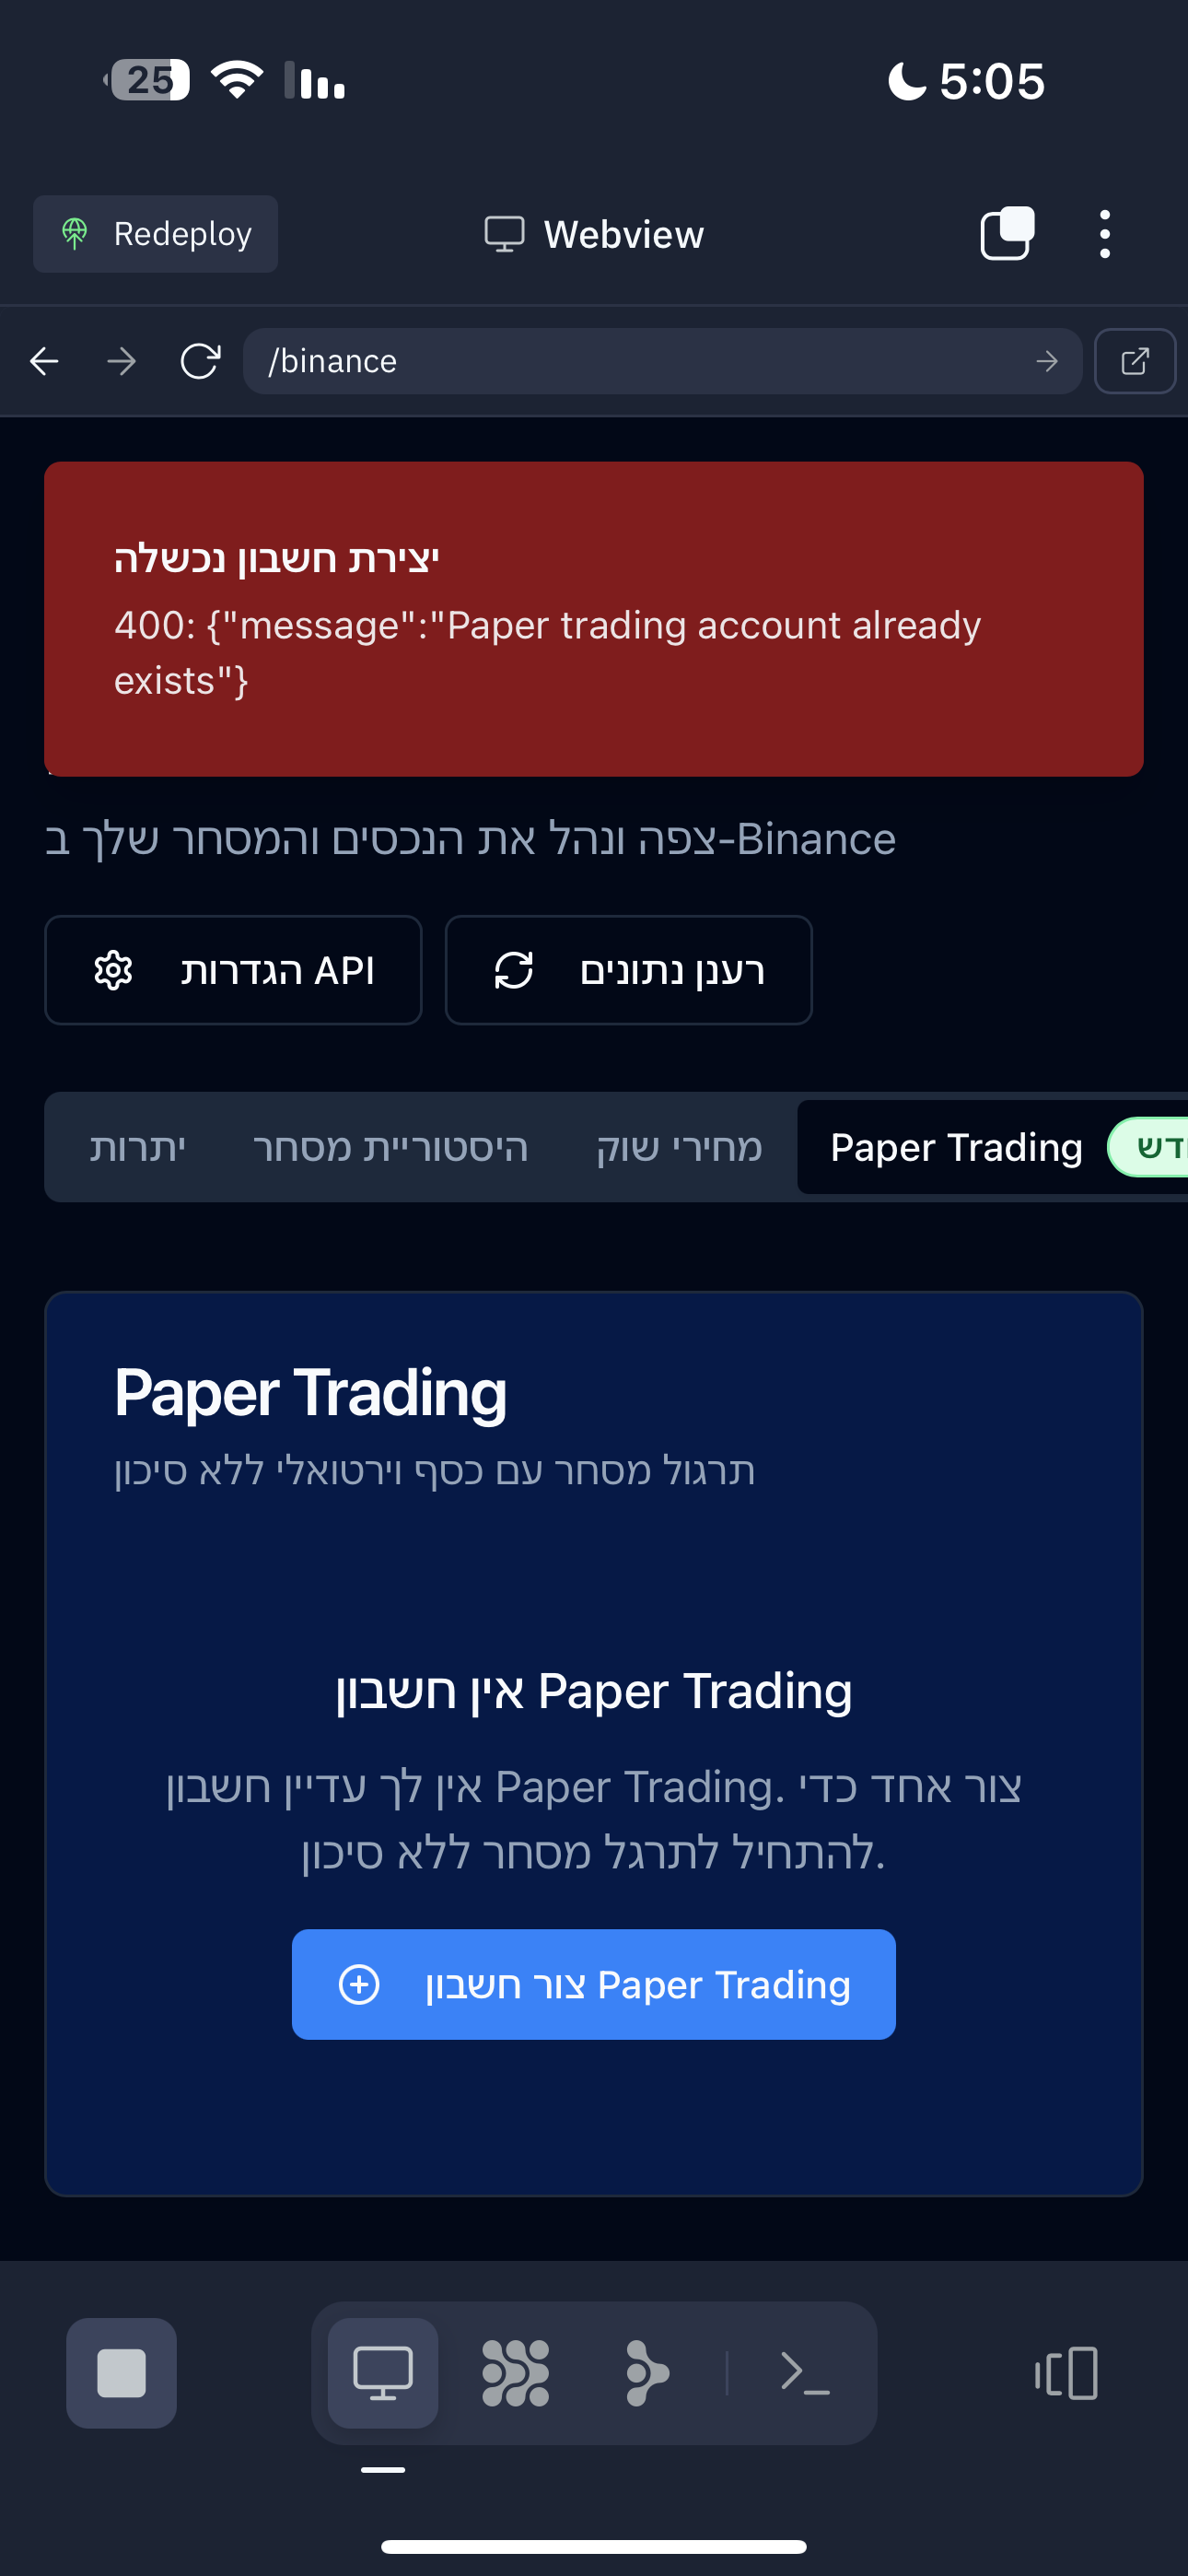 25
5:05
Redeploy
Webview
/binance
יצירת חשבון נכשלה
400: {"message":"Paper trading account already
exists"}
צפה ונהל את הנכסים והמסחר שלך ב-Binance
הגדרות API
רענן נתונים
יתרות
היסטוריית מסחר
מחירי שוק
Paper Trading
Paper Trading
תרגול מסחר עם כסף וירטואלי ללא סיכון
אין חשבון Paper Trading
אין לך עדיין חשבון Paper Trading. צור אחד כדי
להתחיל לתרגל מסחר ללא סיכון.
צור חשבון Paper Trading